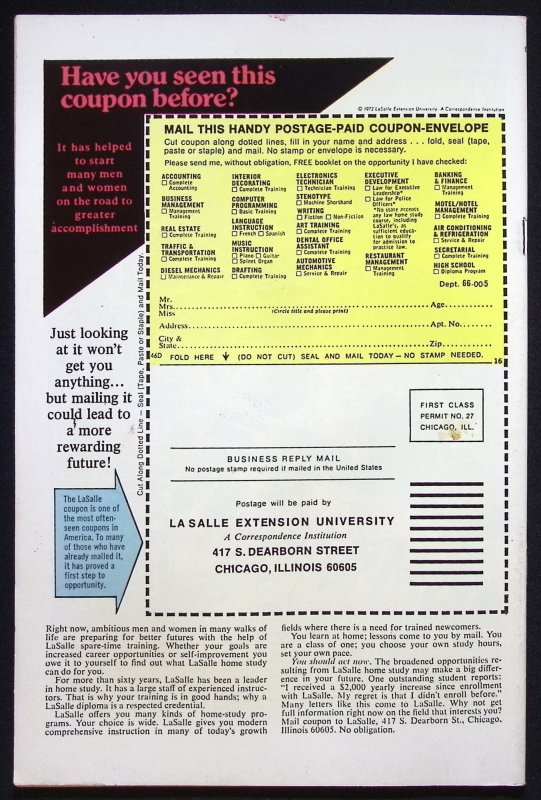 Have you seen this
coupon before?
© 1972 LaSalle Extension University A Correspondence Institution
It has helped
to start
many men
and women
on the road to
greater
accomplishment
Just looking
at it won't
get you
anything...
but mailing it
could lead to
a more
rewarding
future!
The LaSalle
coupon is one of
the most often-
seen coupons in
America. To many
of those who have
already mailed it,
it has proved a
first step to
opportunity.
Cut Along Dotted Line — Seal (Tape, Paste or Staple) and Mail Today.
MAIL THIS HANDY POSTAGE-PAID COUPON-ENVELOPE
Cut coupon along dotted lines, fill in your name and address . . . fold, seal (tape,
paste or staple) and mail. No stamp or envelope is necessary.
Please send me, without obligation, FREE booklet on the opportunity I have checked:
ACCOUNTING
☐ Complete
Accounting
BUSINESS
MANAGEMENT
☐ Management
Training
REAL ESTATE
☐ Complete Training
TRAFFIC &
TRANSPORTATION
☐ Complete Training
DIESEL MECHANICS
☐ Maintenance & Repair
INTERIOR
DECORATING
☐ Complete Training
COMPUTER
PROGRAMMING
☐ Basic Training
LANGUAGE
INSTRUCTION
☐ French ☐ Spanish
MUSIC
INSTRUCTION
☐ Piano ☐ Guitar
☐ Spinet Organ
DRAFTING
☐ Complete Training
ELECTRONICS
TECHNICIAN
☐ Technician Training
STENOTYPE
☐ Machine Shorthand
WRITING
☐ Fiction ☐ Non-Fiction
ART TRAINING
☐ Complete Training
DENTAL OFFICE
ASSISTANT
☐ Complete Training
AUTOMOTIVE
MECHANICS
☐ Service & Repair
EXECUTIVE
DEVELOPMENT
☐ Law for Executive
Leadership*
☐ Law for Police
Officers*
*No state accepts
any law home study
course, including
LaSalle's, as
sufficient educa-
tion to qualify
for admission to
practice law.
RESTAURANT
MANAGEMENT
☐ Management
Training
BANKING
& FINANCE
☐ Management
Training
MOTEL/HOTEL
MANAGEMENT
☐ Complete Training
AIR CONDITIONING
& REFRIGERATION
☐ Service & Repair
SECRETARIAL
☐ Complete Training
HIGH SCHOOL
☐ Diploma Program
Dept. 66-005
Mr.
Mrs. Age
Miss (Circle title and please print)
Address Apt. No.
City &
State Zip
46D FOLD HERE ↓ (DO NOT CUT) SEAL AND MAIL TODAY — NO STAMP NEEDED. 16
FIRST CLASS
PERMIT NO. 27
CHICAGO, ILL.
BUSINESS REPLY MAIL
No postage stamp required if mailed in the United States
Postage will be paid by
LA SALLE EXTENSION UNIVERSITY
A Correspondence Institution
417 S. DEARBORN STREET
CHICAGO, ILLINOIS 60605
Right now, ambitious men and women in many walks of
life are preparing for better futures with the help of
LaSalle spare-time training. Whether your goals are
increased career opportunities or self-improvement you
owe it to yourself to find out what LaSalle home study
can do for you.
For more than sixty years, LaSalle has been a leader
in home study. It has a large staff of experienced instruc-
tors. That is why your training is in good hands; why a
LaSalle diploma is a respected credential.
LaSalle offers you many kinds of home-study pro-
grams. Your choice is wide. LaSalle gives you modern
comprehensive instruction in many of today's growth
fields where there is a need for trained newcomers.
You learn at home; lessons come to you by mail. You
are a class of one; you choose your own study hours,
set your own pace.
You should act now. The broadened opportunities re-
sulting from LaSalle home study may make a big differ-
ence in your future. One outstanding student reports:
"I received a $2,000 yearly increase since enrollment
with LaSalle. My regret is that I didn't enroll before."
Many letters like this come to LaSalle. Why not get
full information right now on the field that interests you?
Mail coupon to LaSalle, 417 S. Dearborn St., Chicago,
Illinois 60605. No obligation.